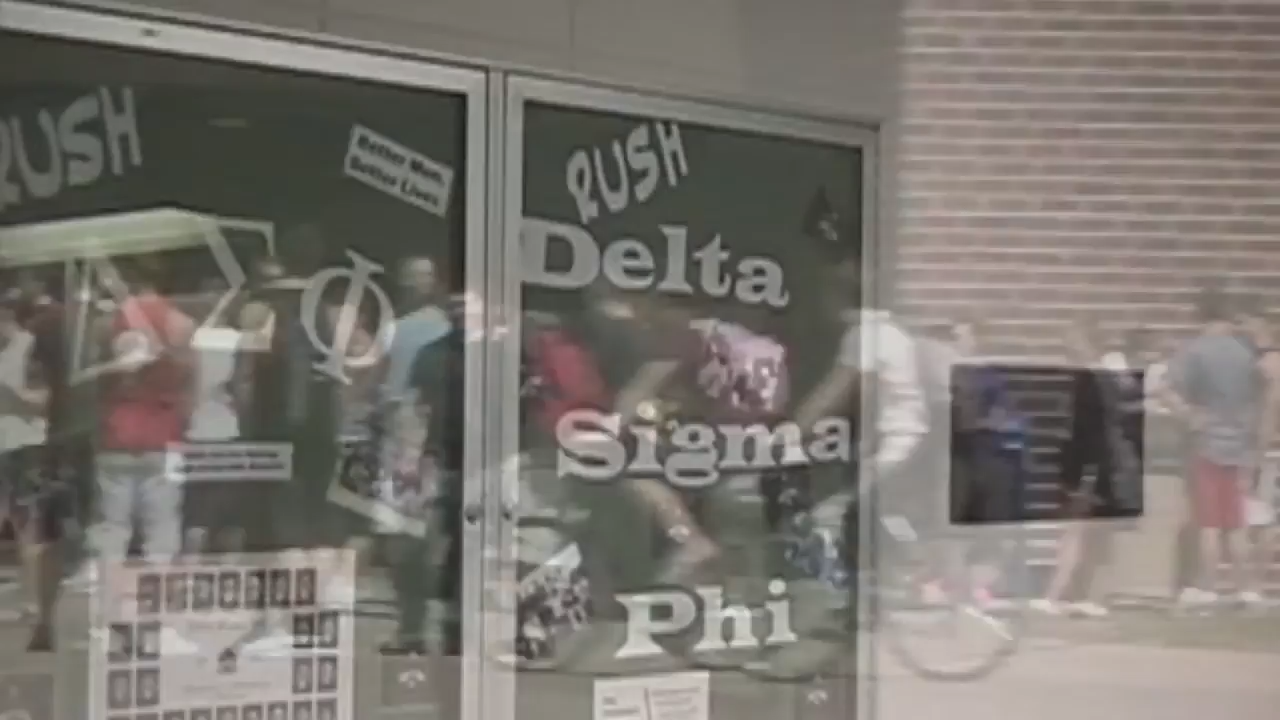 RUSH
Better Men,
Better Lives
ΔΣΦ
RUSH
Delta
Sigma
Phi